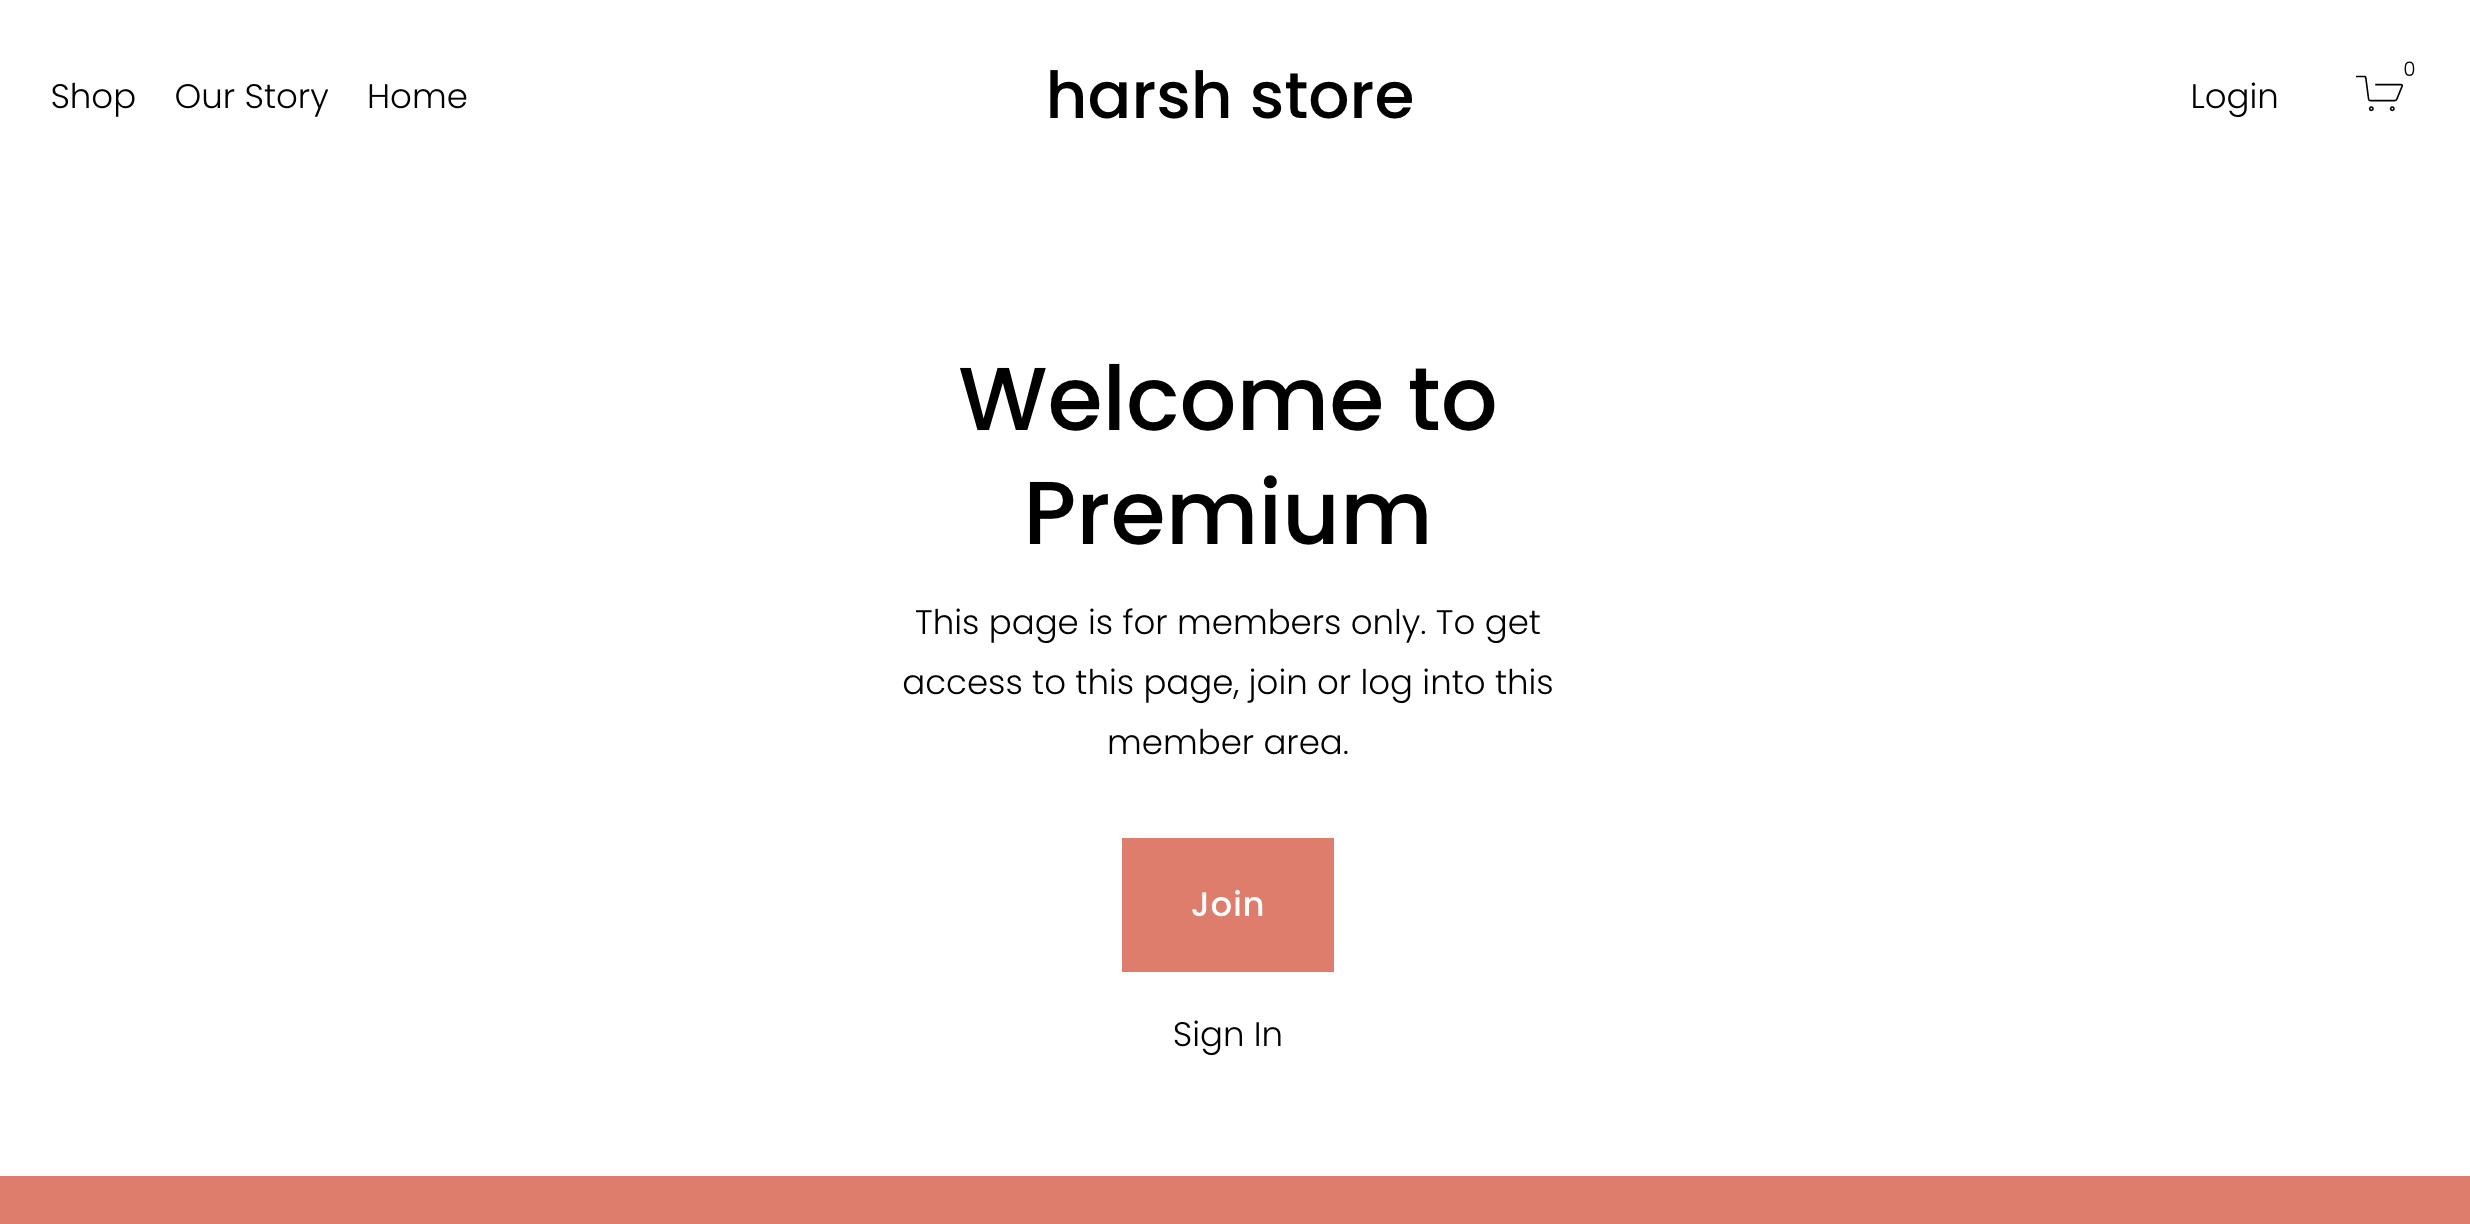 Shop Our Story Home harsh store Login 0
Welcome to
Premium
This page is for members only. To get
access to this page, join or log into this
member area.
Join
Sign In